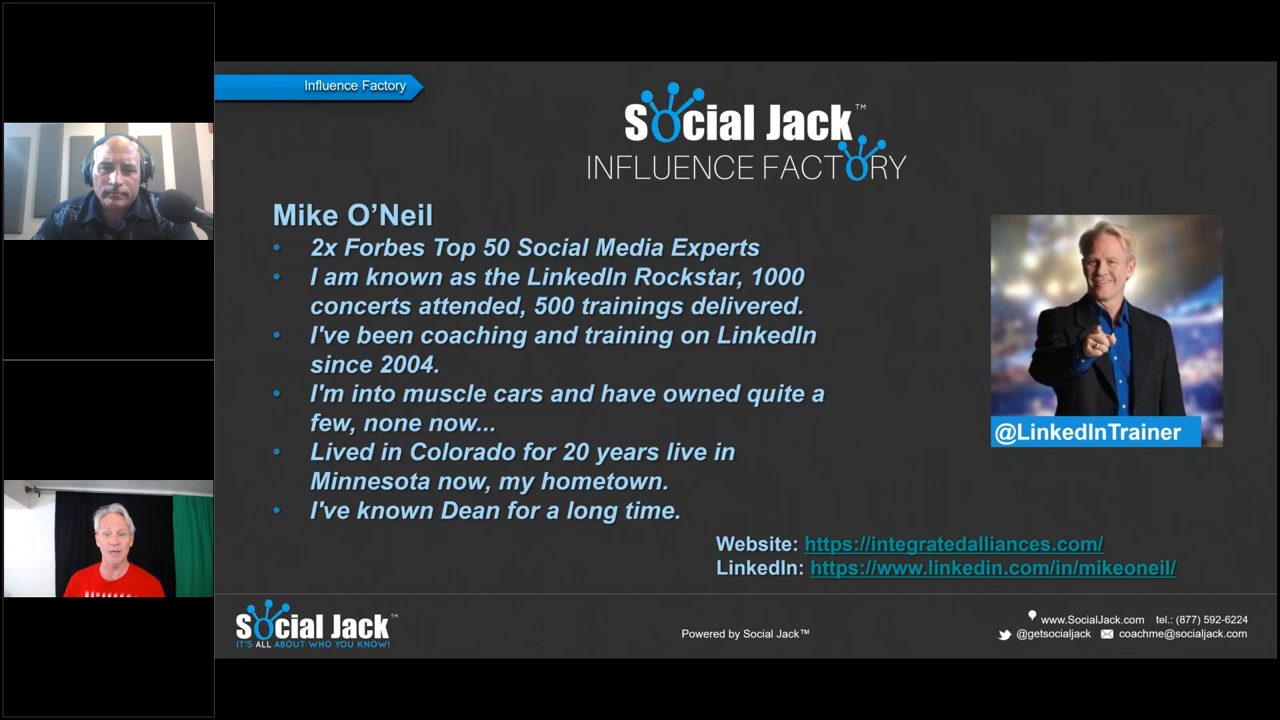 Influence Factory
Social Jack™
INFLUENCE FACTORY
Mike O’Neil
• 2x Forbes Top 50 Social Media Experts
• I am known as the LinkedIn Rockstar, 1000
concerts attended, 500 trainings delivered.
• I've been coaching and training on LinkedIn
since 2004.
• I'm into muscle cars and have owned quite a
few, none now...
• Lived in Colorado for 20 years live in
Minnesota now, my hometown.
• I've known Dean for a long time.
@LinkedInTrainer
Website: https://integratedalliances.com/
LinkedIn: https://www.linkedin.com/in/mikeoneil/
Social Jack™
IT'S ALL ABOUT WHO YOU KNOW!
Powered by Social Jack™
www.SocialJack.com tel.: (877) 592-6224
@getsocialjack coachme@socialjack.com